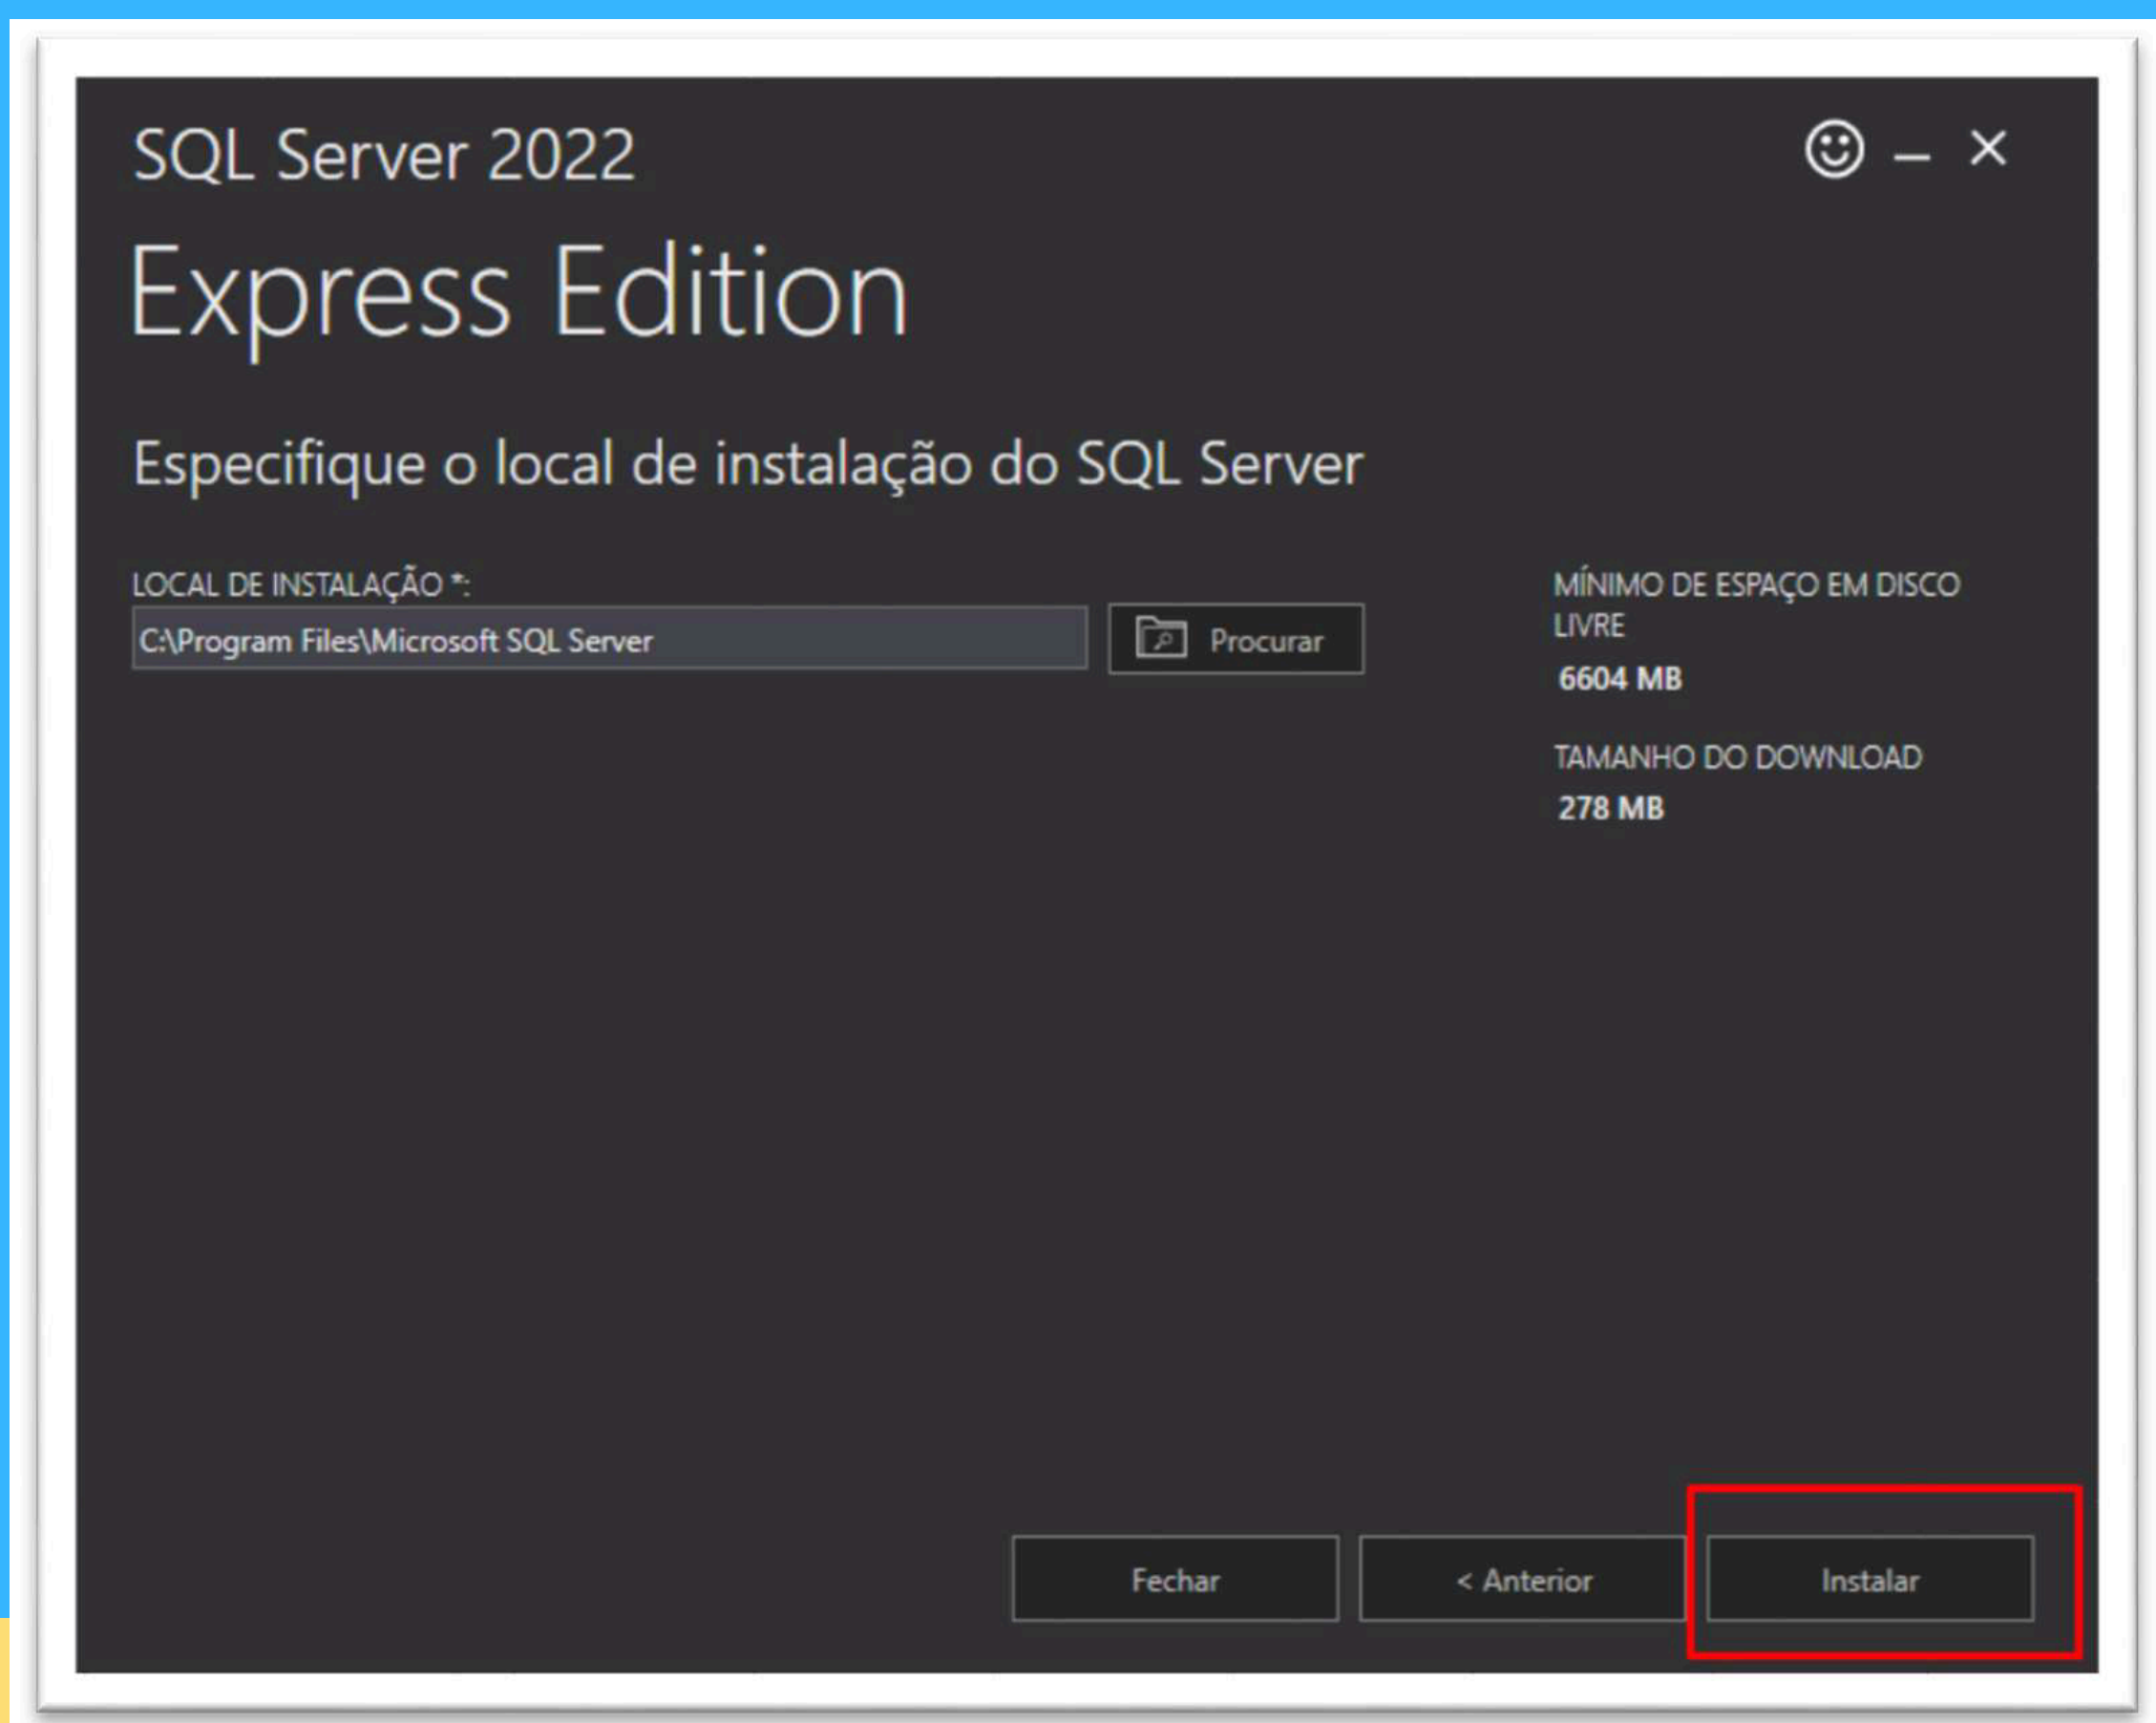 SQL Server 2022
Express Edition
Especifique o local de instalação do SQL Server
LOCAL DE INSTALAÇÃO *:
C:\Program Files\Microsoft SQL Server
Procurar
MÍNIMO DE ESPAÇO EM DISCO
LIVRE
6604 MB
TAMANHO DO DOWNLOAD
278 MB
Fechar
< Anterior
Instalar